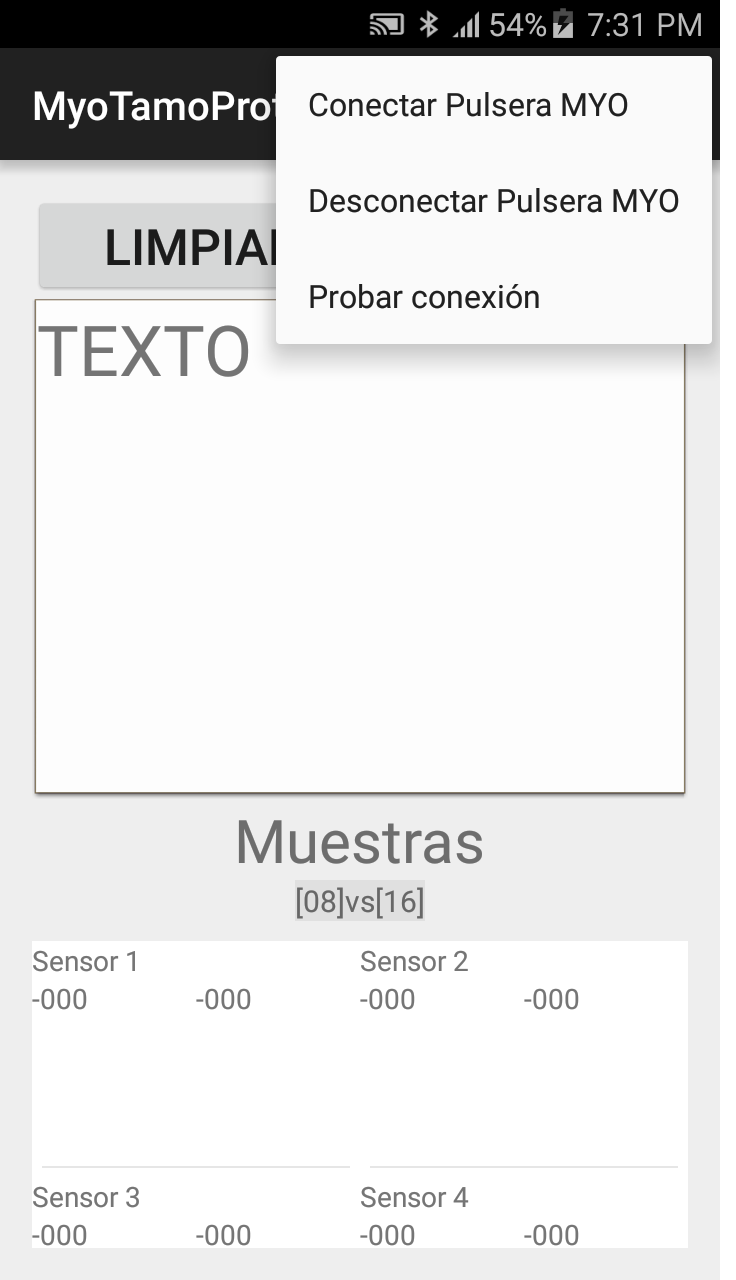 54% 7:31 PM
MyoTamoProt
Conectar Pulsera MYO
Desconectar Pulsera MYO
Probar conexión
LIMPIAR
TEXTO
Muestras
[08]vs[16]
Sensor 1 Sensor 2
-000 -000 -000 -000
Sensor 3 Sensor 4
-000 -000 -000 -000